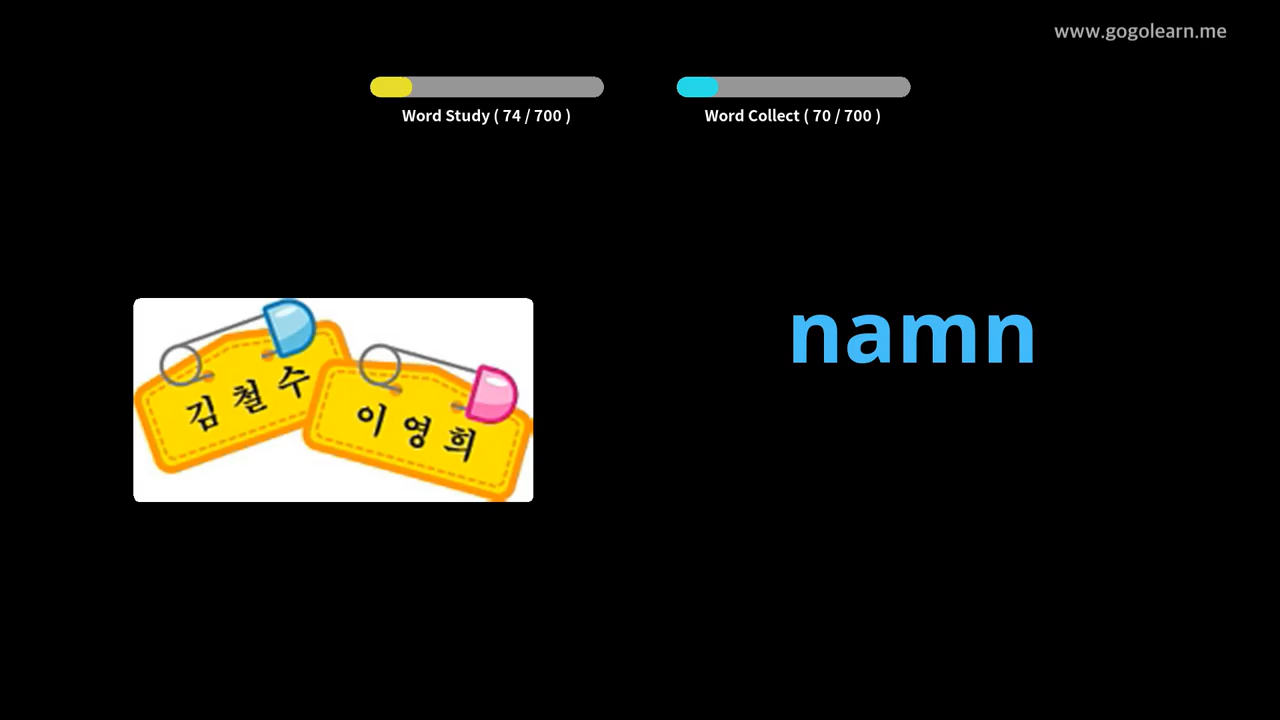 www.gogolearn.me
Word Study ( 74 / 700 )
Word Collect ( 70 / 700 )
namn
김철수
이영희